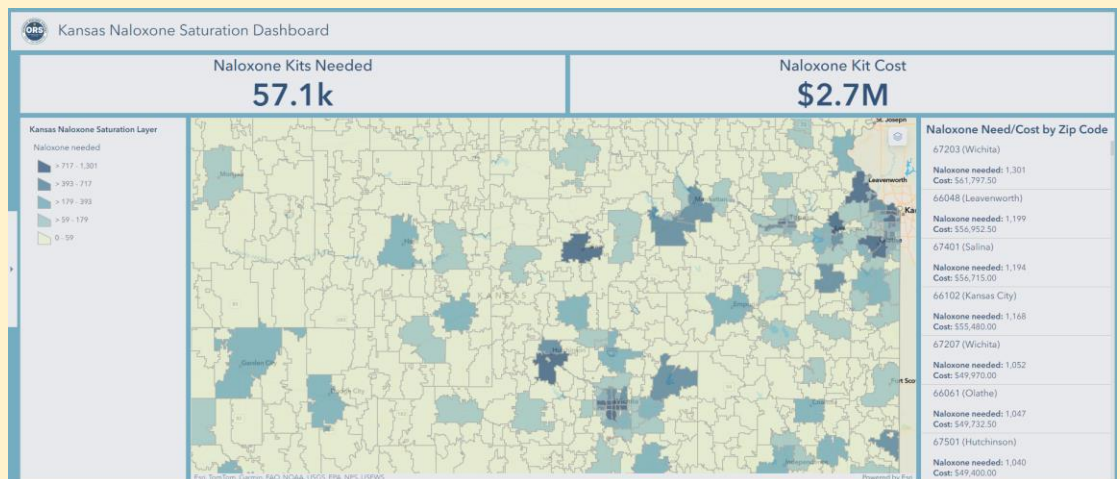 ORS
Kansas Naloxone Saturation Dashboard
Naloxone Kits Needed
57.1k
Naloxone Kit Cost
$2.7M
Kansas Naloxone Saturation Layer
Naloxone needed
> 717 - 1,301
> 393 - 717
> 179 - 393
> 59 - 179
0 - 59
St. Joseph
Leavenworth
Manhattan
KANSAS
Garden City
Esri, TomTom, Garmin, FAO, NOAA, USGS, EPA, NPS, USFWS
Powered by Esri
Naloxone Need/Cost by Zip Code
67203 (Wichita)
Naloxone needed: 1,301
Cost: $61,797.50
66048 (Leavenworth)
Naloxone needed: 1,199
Cost: $56,952.50
67401 (Salina)
Naloxone needed: 1,194
Cost: $56,715.00
66102 (Kansas City)
Naloxone needed: 1,168
Cost: $55,480.00
67207 (Wichita)
Naloxone needed: 1,052
Cost: $49,970.00
66061 (Olathe)
Naloxone needed: 1,047
Cost: $49,732.50
67501 (Hutchinson)
Naloxone needed: 1,040
Cost: $49,400.00